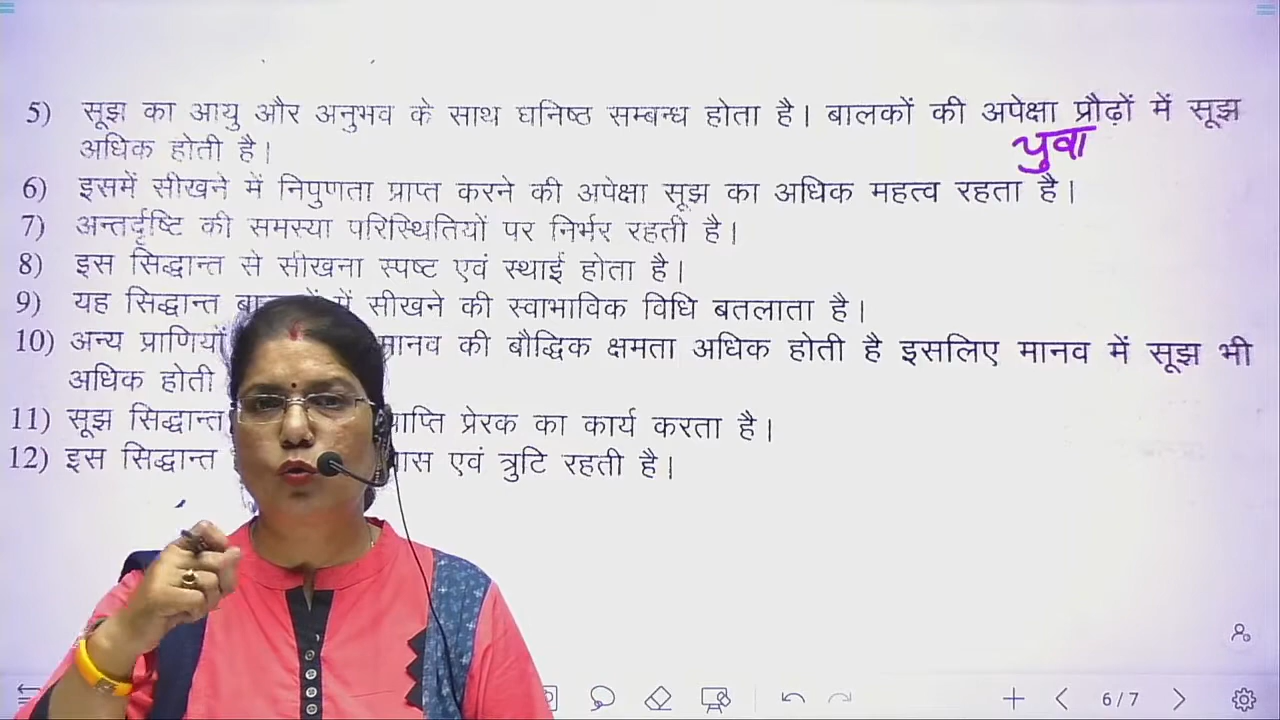 5) सूझ का आयु और अनुभव के साथ घनिष्ठ सम्बन्ध होता है। बालकों की अपेक्षा प्रौढ़ों में सूझ
अधिक होती है।
युवा
6) इसमें सीखने में निपुणता प्राप्त करने की अपेक्षा सूझ का अधिक महत्व रहता है।
7) अन्तर्दृष्टि की समस्या परिस्थितियों पर निर्भर रहती है।
8) इस सिद्धान्त से सीखना स्पष्ट एवं स्थाई होता है।
9) यह सिद्धान्त में सीखने की स्वाभाविक विधि बतलाता है।
10) अन्य प्राणियों मानव की बौद्धिक क्षमता अधिक होती है इसलिए मानव में सूझ भी
अधिक होती
11) सूझ सिद्धान्त प्रेरक का कार्य करता है।
12) इस सिद्धान्त एवं त्रुटि रहती है।
6/7